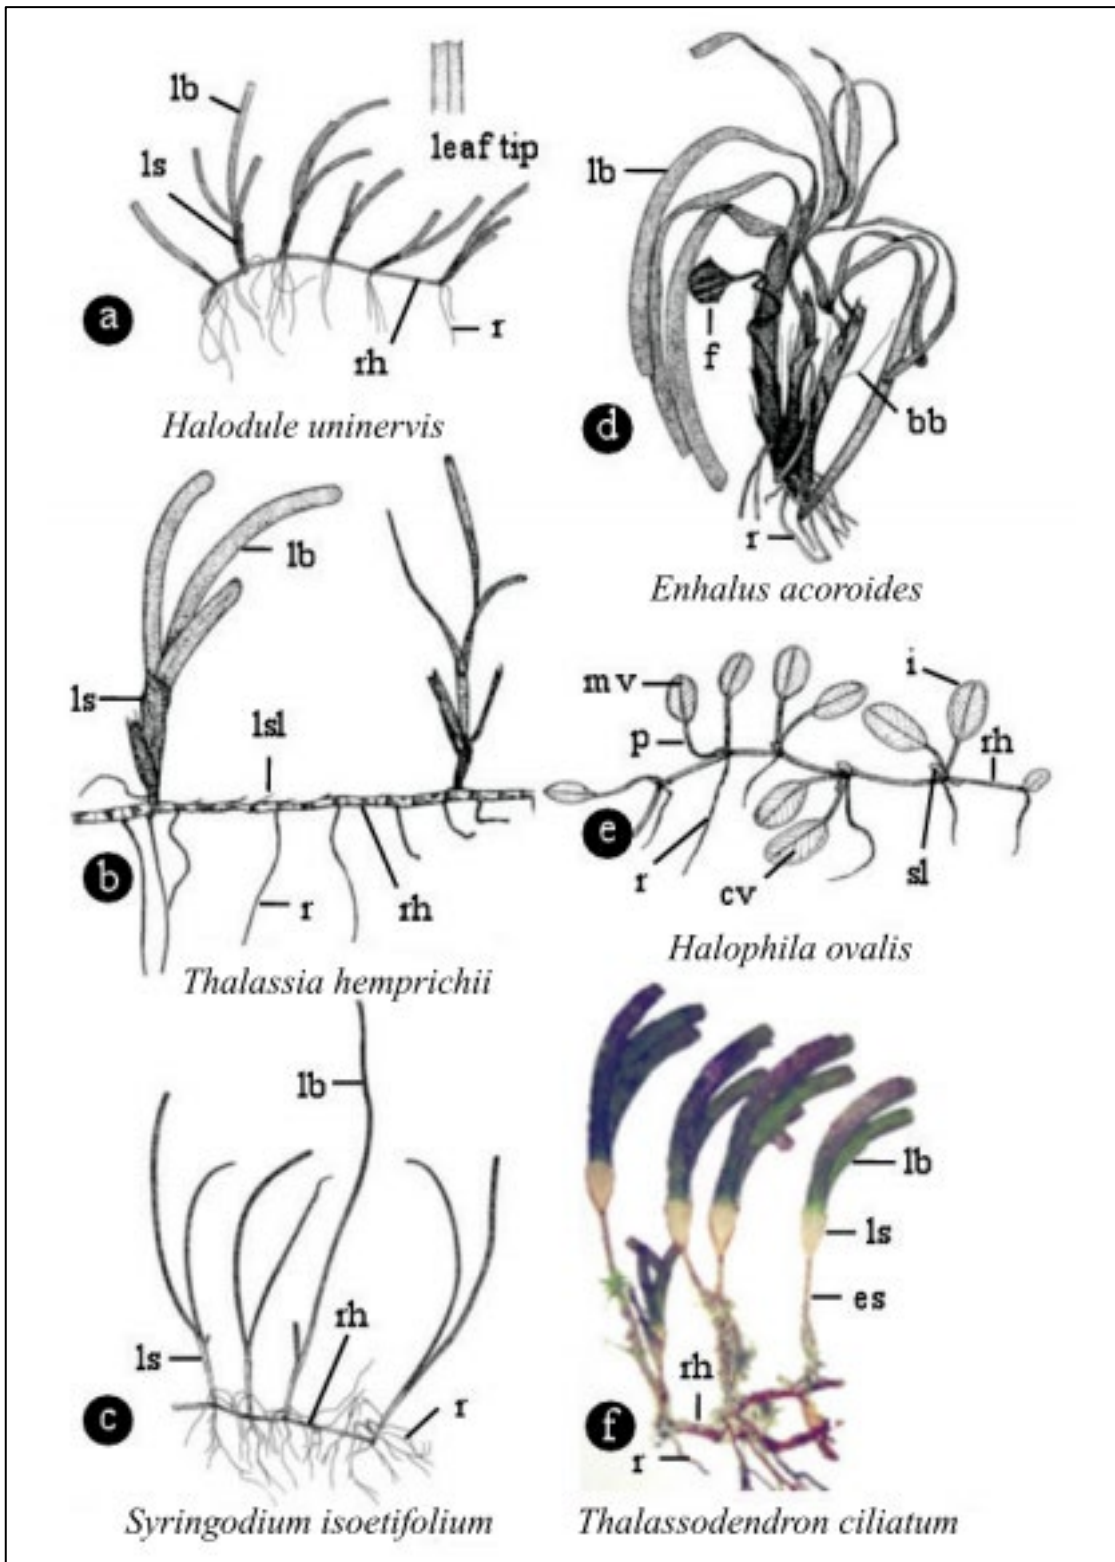 lb
leaf tip
ls
a
r
rh
Halodule uninervis
lb
ls
lsl
b
r
rh
Thalassia hemprichii
lb
rh
ls
c
r
Syringodium isoetifolium
lb
f
d
bb
r
Enhalus acoroides
mv
i
p
rh
e
r
cv
sl
Halophila ovalis
lb
ls
es
rh
f
r
Thalassodendron ciliatum